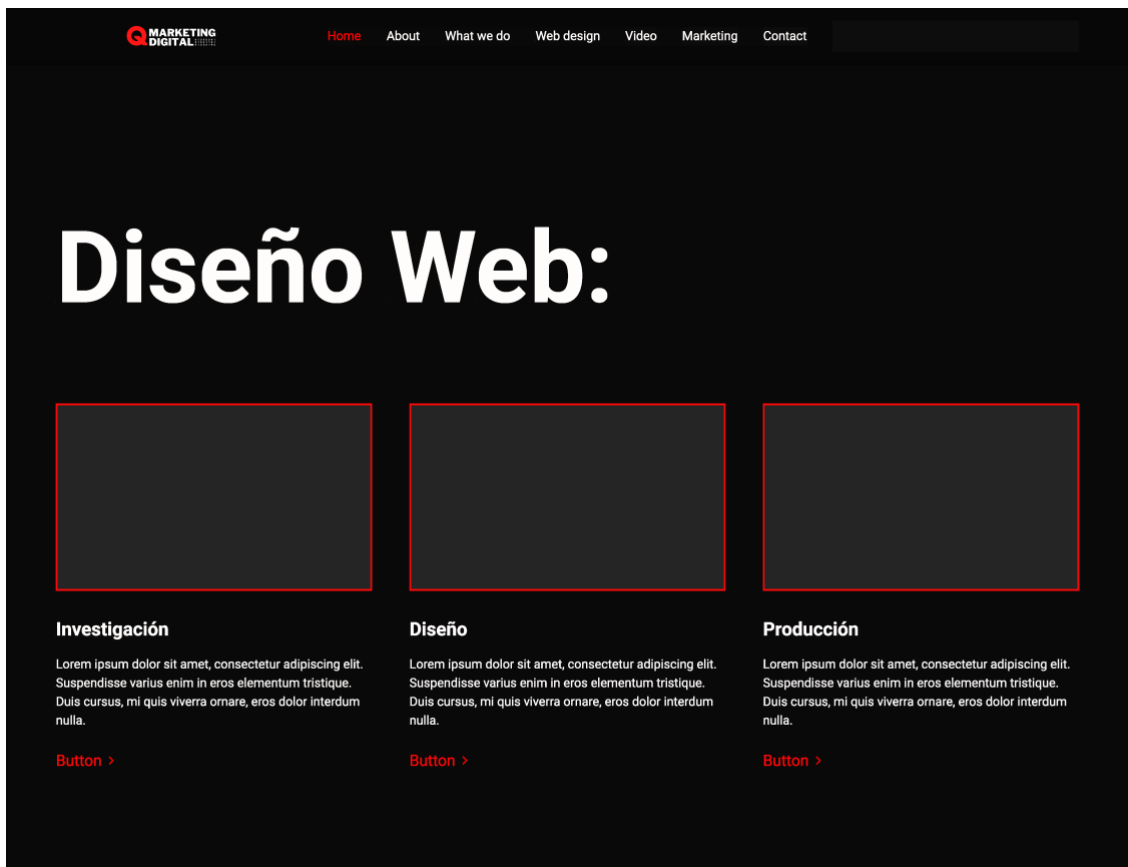 Q MARKETING
DIGITAL
Home About What we do Web design Video Marketing Contact
Diseño Web:
Investigación
Lorem ipsum dolor sit amet, consectetur adipiscing elit.
Suspendisse varius enim in eros elementum tristique.
Duis cursus, mi quis viverra ornare, eros dolor interdum
nulla.
Button >
Diseño
Lorem ipsum dolor sit amet, consectetur adipiscing elit.
Suspendisse varius enim in eros elementum tristique.
Duis cursus, mi quis viverra ornare, eros dolor interdum
nulla.
Button >
Producción
Lorem ipsum dolor sit amet, consectetur adipiscing elit.
Suspendisse varius enim in eros elementum tristique.
Duis cursus, mi quis viverra ornare, eros dolor interdum
nulla.
Button >